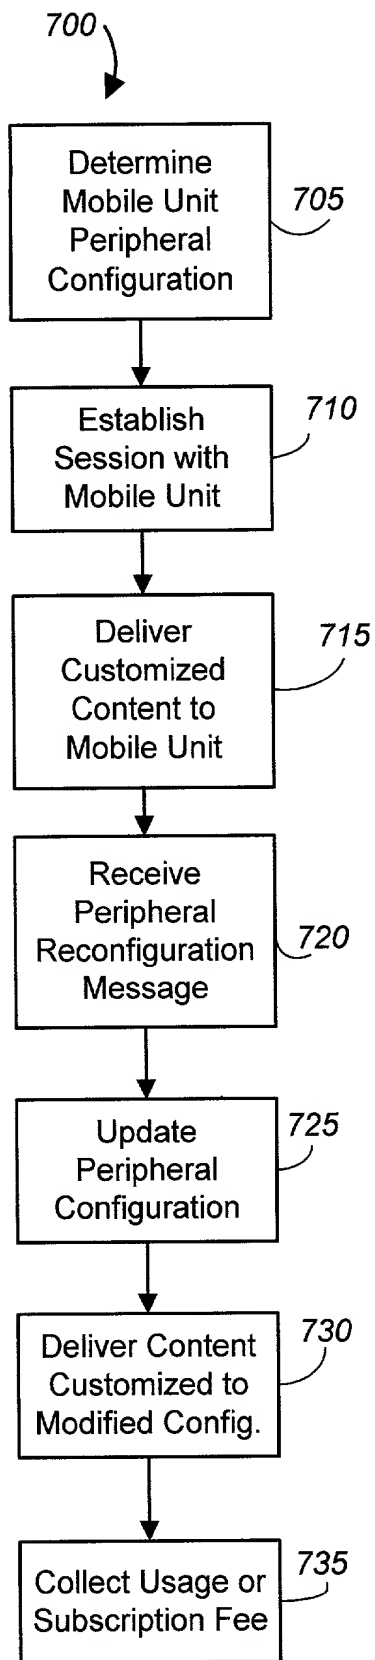 700
Determine
Mobile Unit
Peripheral
Configuration
705
Establish
Session with
Mobile Unit
710
Deliver
Customized
Content to
Mobile Unit
715
Receive
Peripheral
Reconfiguration
Message
720
Update
Peripheral
Configuration
725
Deliver Content
Customized to
Modified Config.
730
Collect Usage or
Subscription Fee
735